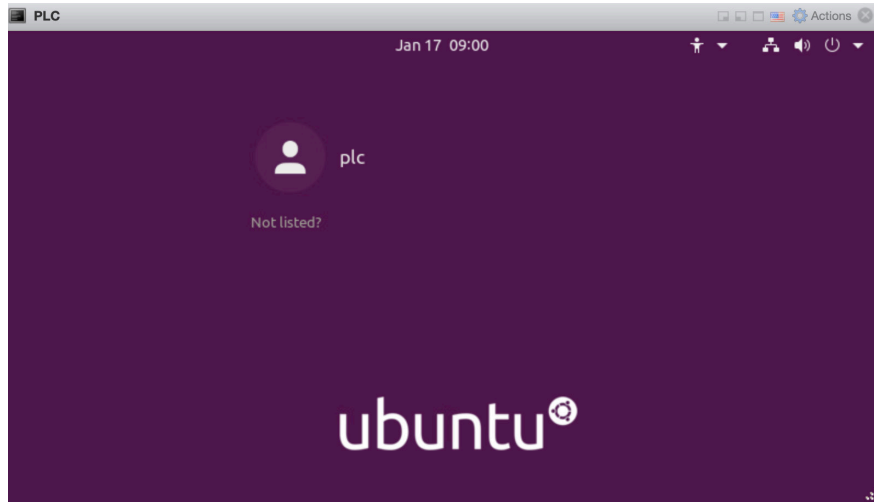 PLC
Actions
Jan 17 09:00
plc
Not listed?
ubuntu